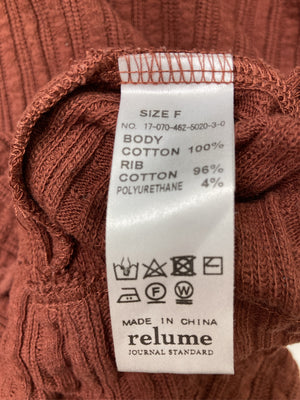 SIZE F
NO. 17-070-462-5020-3-0
BODY
COTTON 100%
RIB
COTTON 96%
POLYURETHANE 4%
MADE IN CHINA
relume
JOURNAL STANDARD